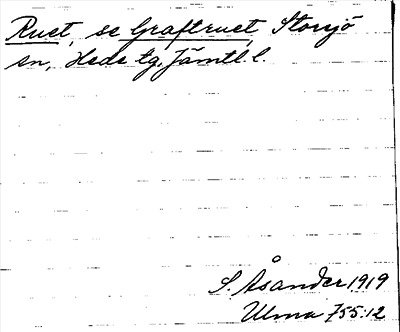 Ruet, se Graftruet, Storsjö
sn, Hede tg, Jämtl. l.
S. Åsander 1919
Ulma 755:12